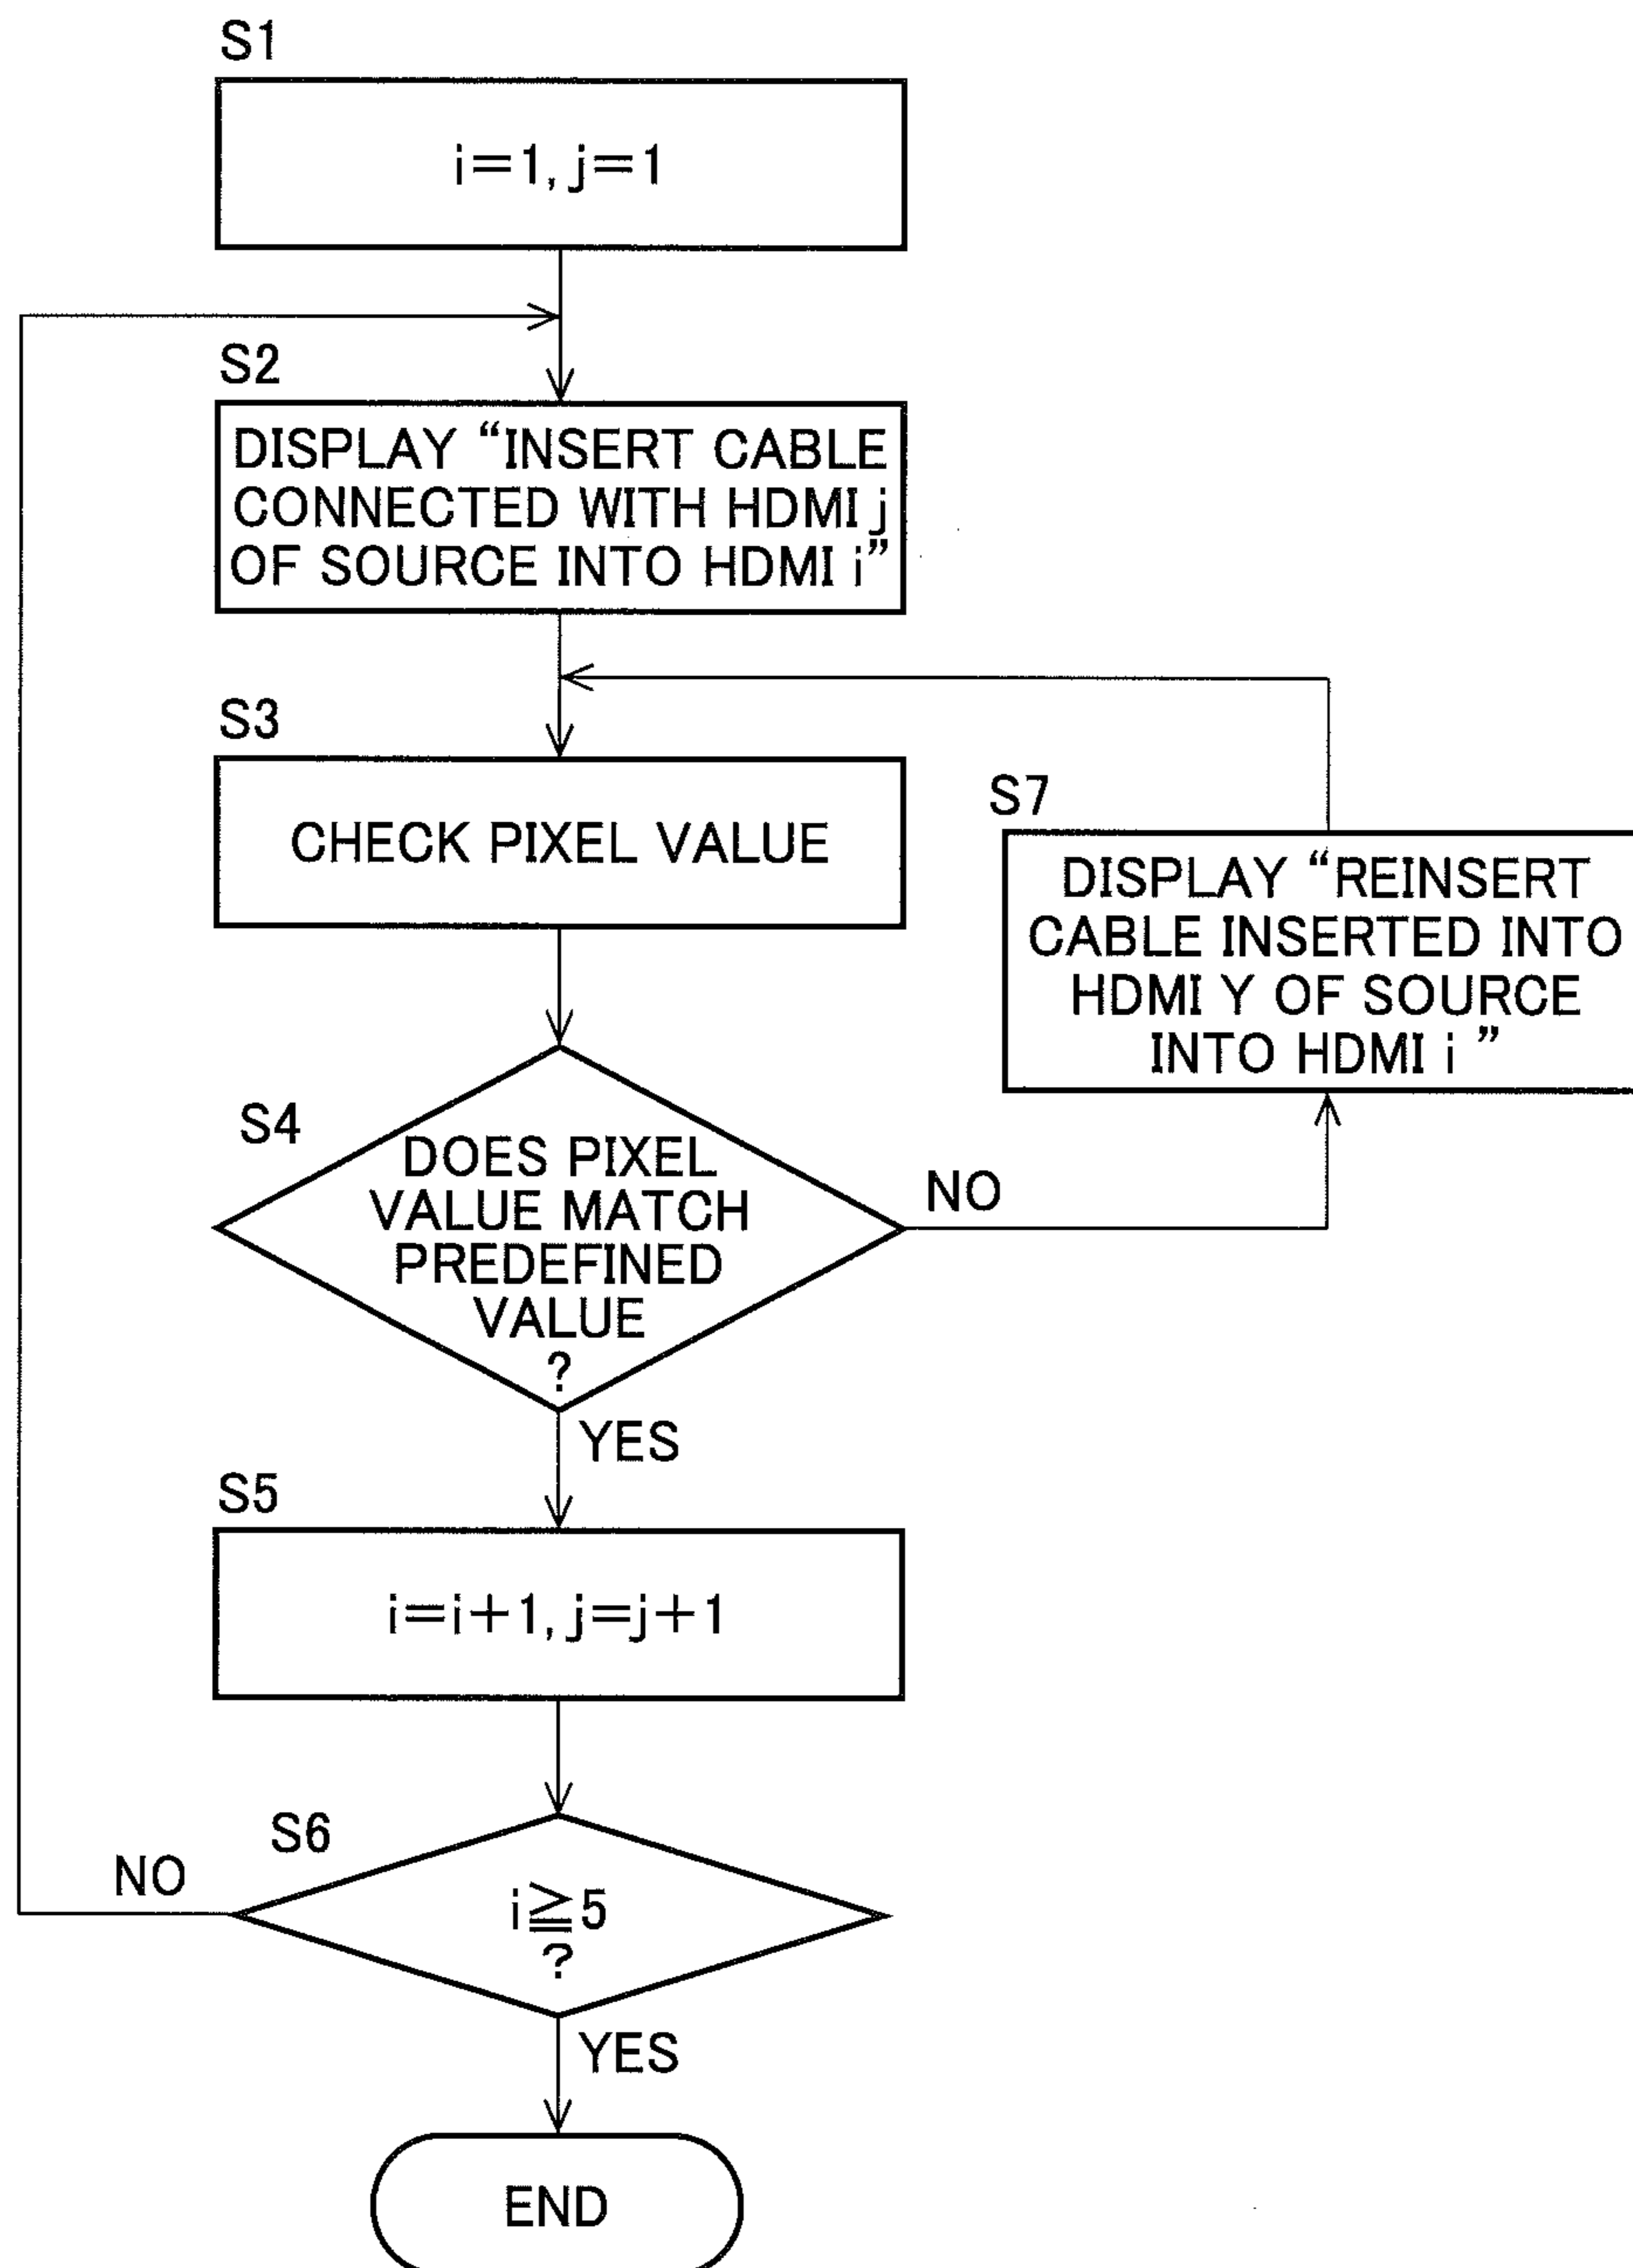 S1
i=1, j=1
S2
DISPLAY “INSERT CABLE
CONNECTED WITH HDMI j
OF SOURCE INTO HDMI i”
S3
CHECK PIXEL VALUE
S7
DISPLAY “REINSERT
CABLE INSERTED INTO
HDMI Y OF SOURCE
INTO HDMI i ”
S4
DOES PIXEL
VALUE MATCH
PREDEFINED
VALUE
?
NO
YES
S5
i=i+1, j=j+1
S6
NO
i≧5
?
YES
END